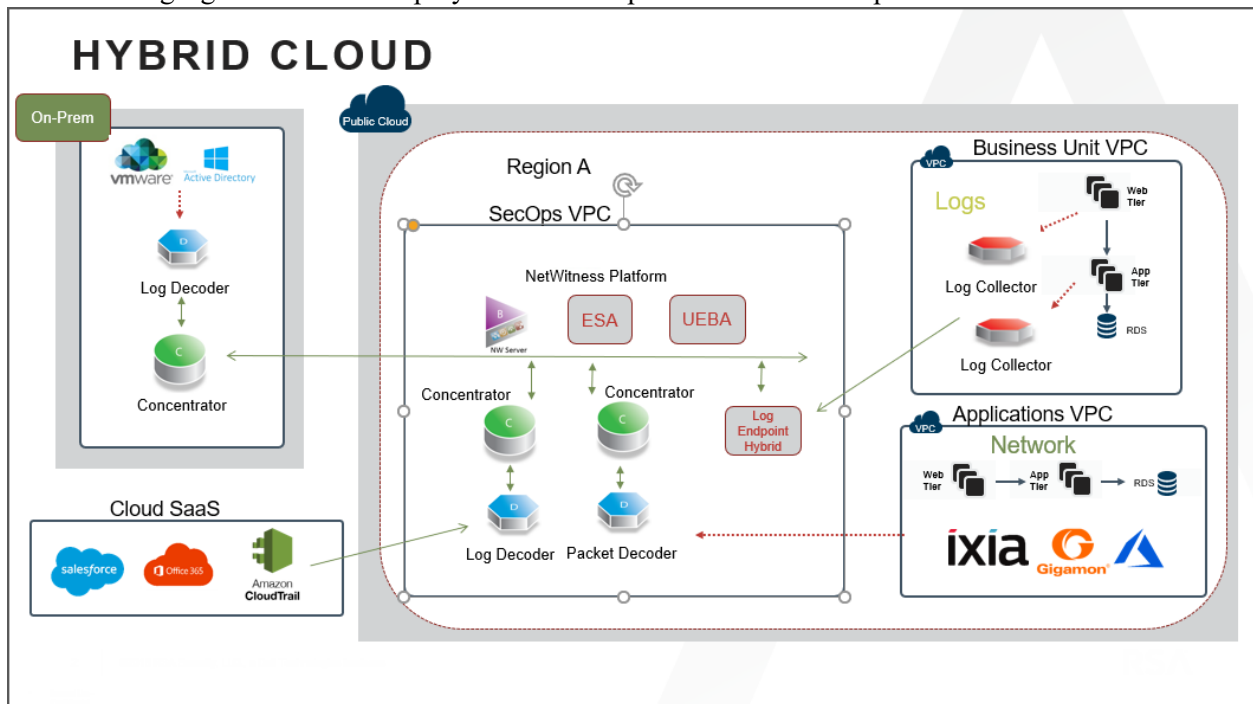 HYBRID CLOUD
On-Prem
vmware
Active Directory
Log Decoder
C
Concentrator
Cloud SaaS
salesforce
Office 365
Amazon
CloudTrail
Public Cloud
Region A
SecOps VPC
NetWitness Platform
B
NW Server
ESA
UEBA
Concentrator
Concentrator
C
C
Log
Endpoint
Hybrid
D
D
Log Decoder
Packet Decoder
VPC
Business Unit VPC
Logs
Web
Tier
Log Collector
App
Tier
RDS
Log Collector
VPC
Applications VPC
Network
Web
Tier
App
Tier
RDS
ixia
Gigamon